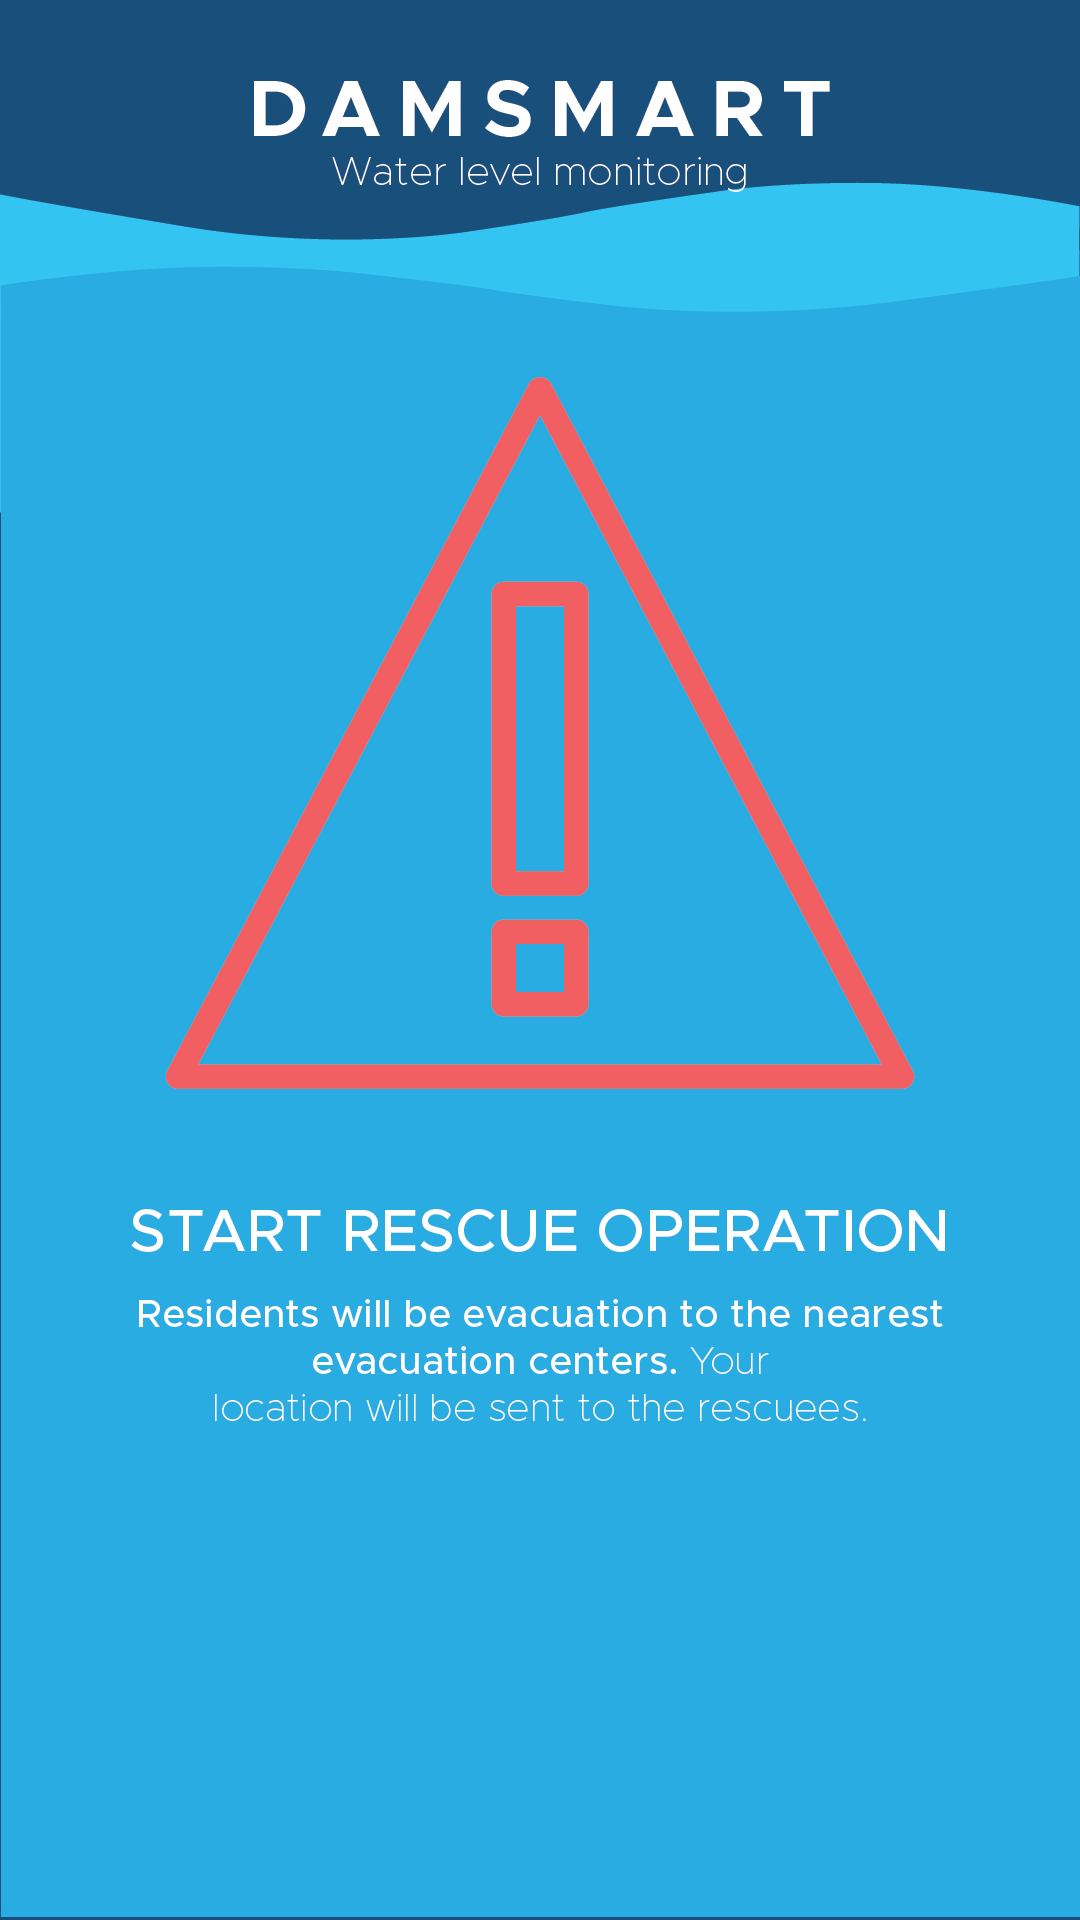 DAMSMART
Water level monitoring
START RESCUE OPERATION
Residents will be evacuation to the nearest
evacuation centers. Your
location will be sent to the rescuees.